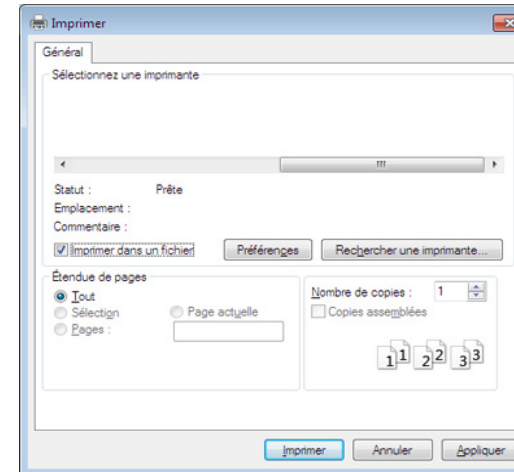 Imprimer
Général
Sélectionnez une imprimante
Statut : Prête
Emplacement :
Commentaire :
Imprimer dans un fichier Préférences Rechercher une imprimante...
Étendue de pages
Tout
Sélection Page actuelle
Pages :
Nombre de copies : 1
Copies assemblées
1 1 2 2 3 3
Imprimer Annuler Appliquer